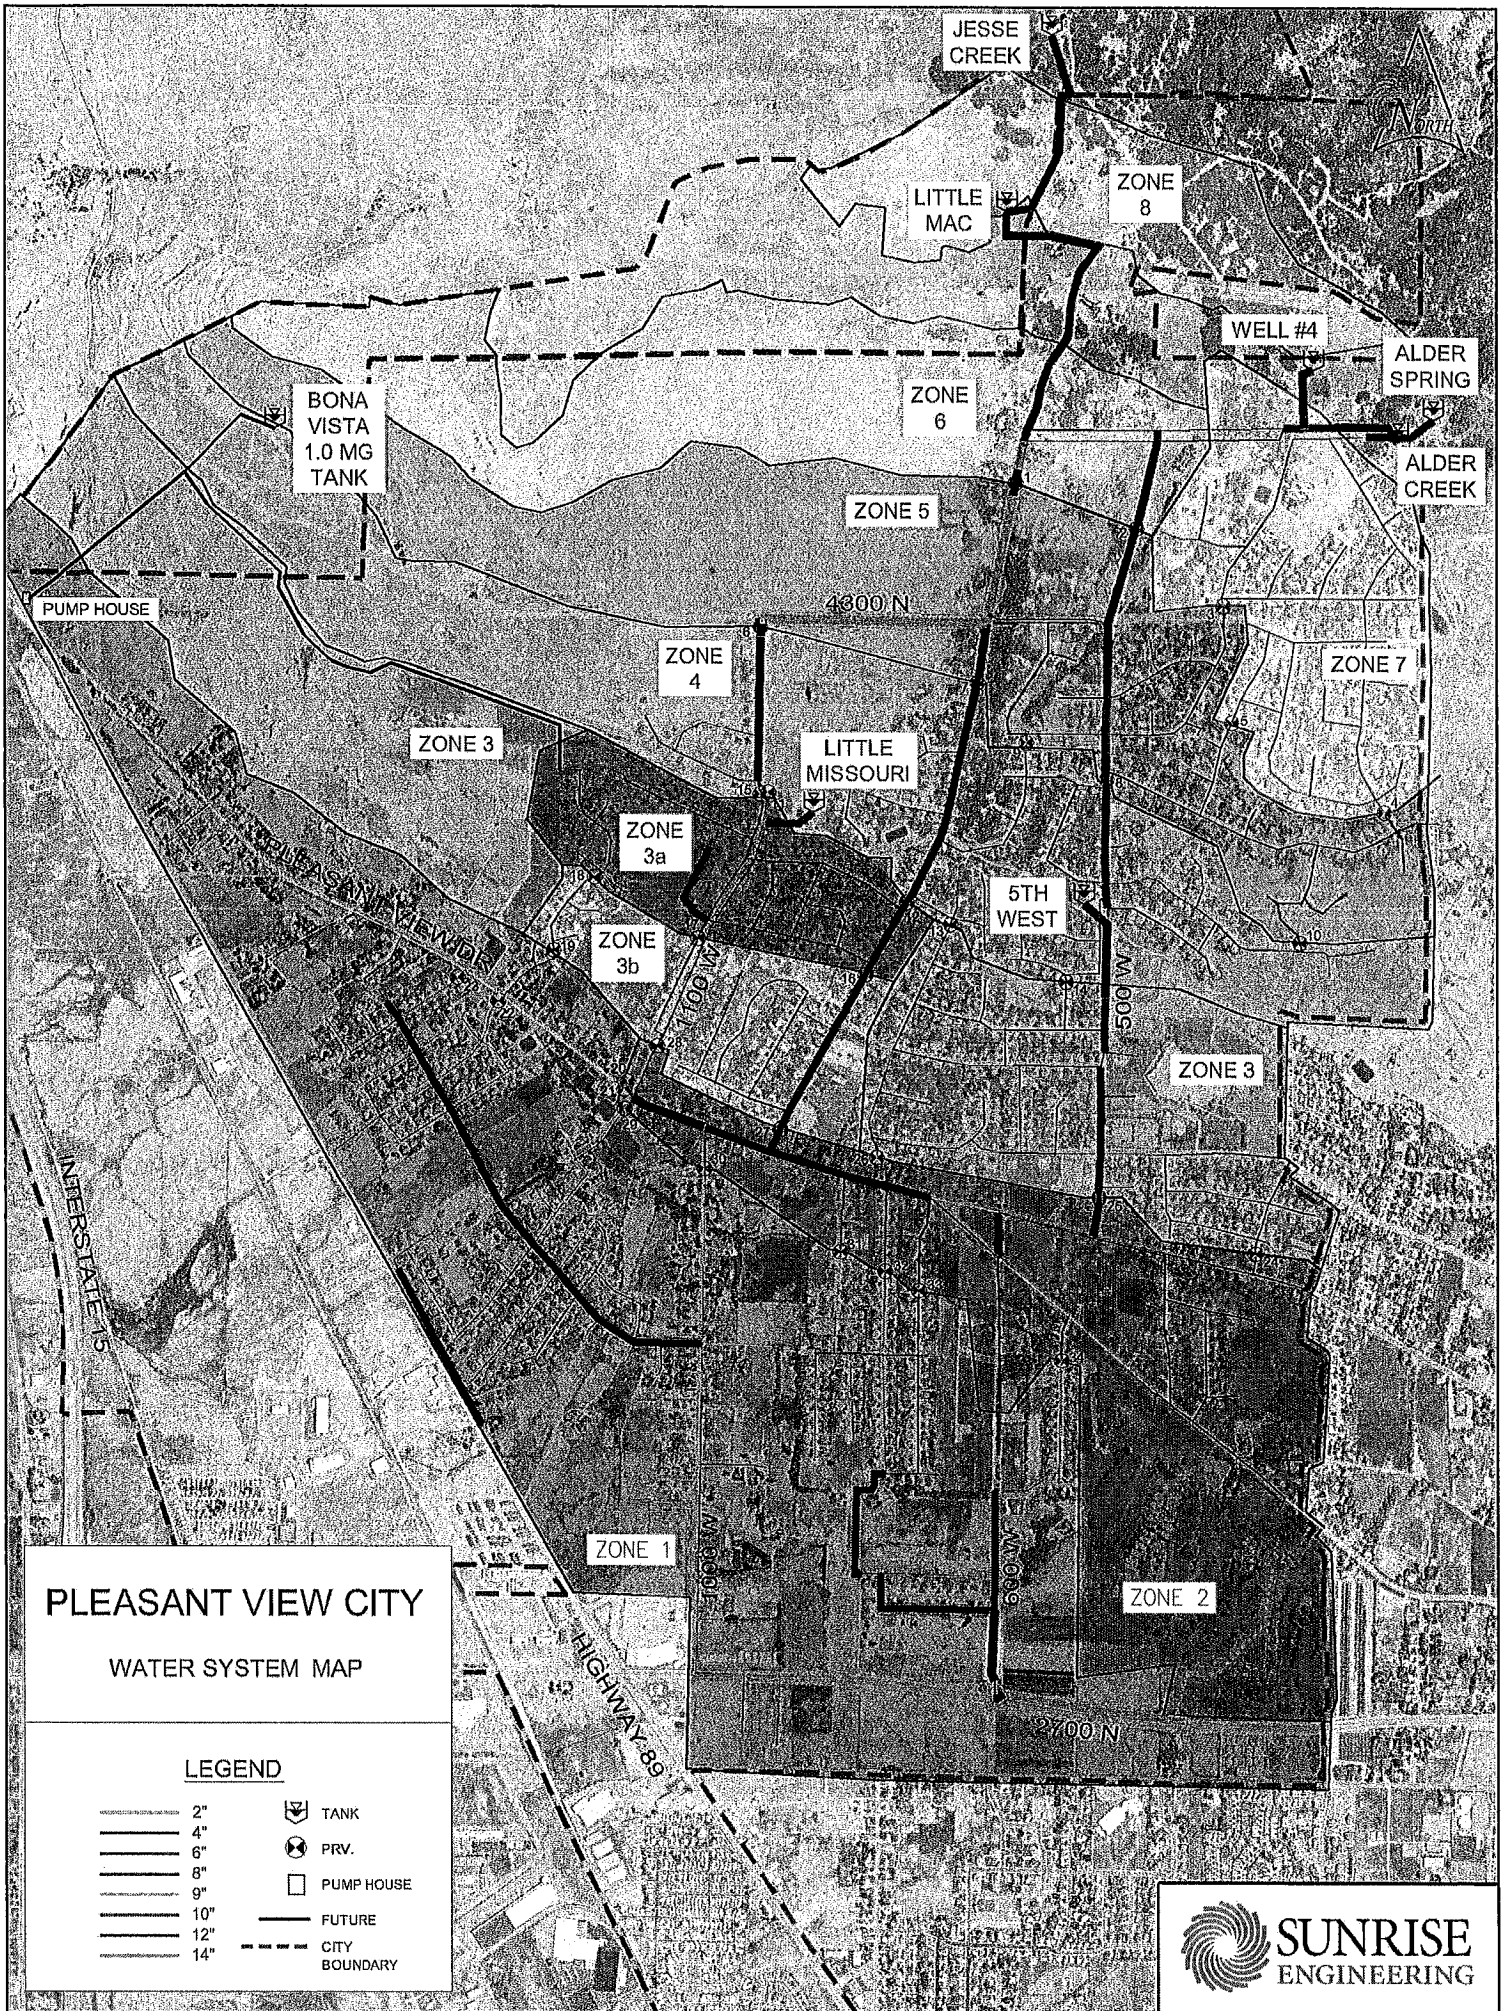 JESSE
CREEK
NORTH
ZONE
8
LITTLE
MAC
WELL #4
ALDER
SPRING
BONA
VISTA
1.0 MG
TANK
ZONE
6
ALDER
CREEK
ZONE 5
PUMP HOUSE
4300 N
ZONE
4
ZONE 7
ZONE 3
LITTLE
MISSOURI
ZONE
3a
PLEASANT VIEW DR
5TH
WEST
ZONE
3b
1100 W
500 W
ZONE 3
INTERSTATE 15
ZONE 1
1000 W
600 W
ZONE 2
HIGHWAY 89
2700 N
PLEASANT VIEW CITY
WATER SYSTEM MAP
LEGEND
2"
4"
6"
8"
9"
10"
12"
14"
TANK
PRV.
PUMP HOUSE
FUTURE
CITY
BOUNDARY
SUNRISE
ENGINEERING